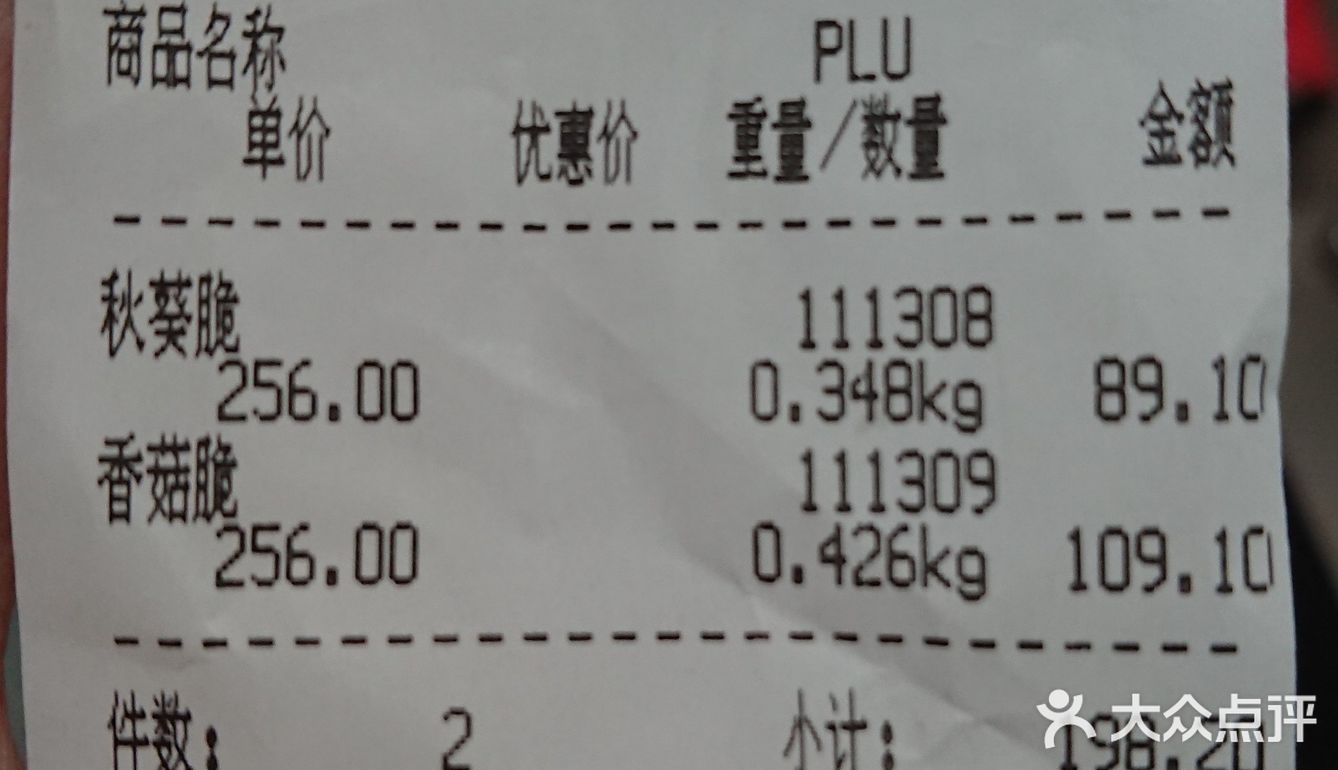 商品名称 PLU
单价 优惠价 重量/数量 金额
--------------------------
秋葵脆 111308
256.00 0.348kg 89.10
香菇脆 111309
256.00 0.426kg 109.10
--------------------------
件数: 2 小计: 198.20
大众点评